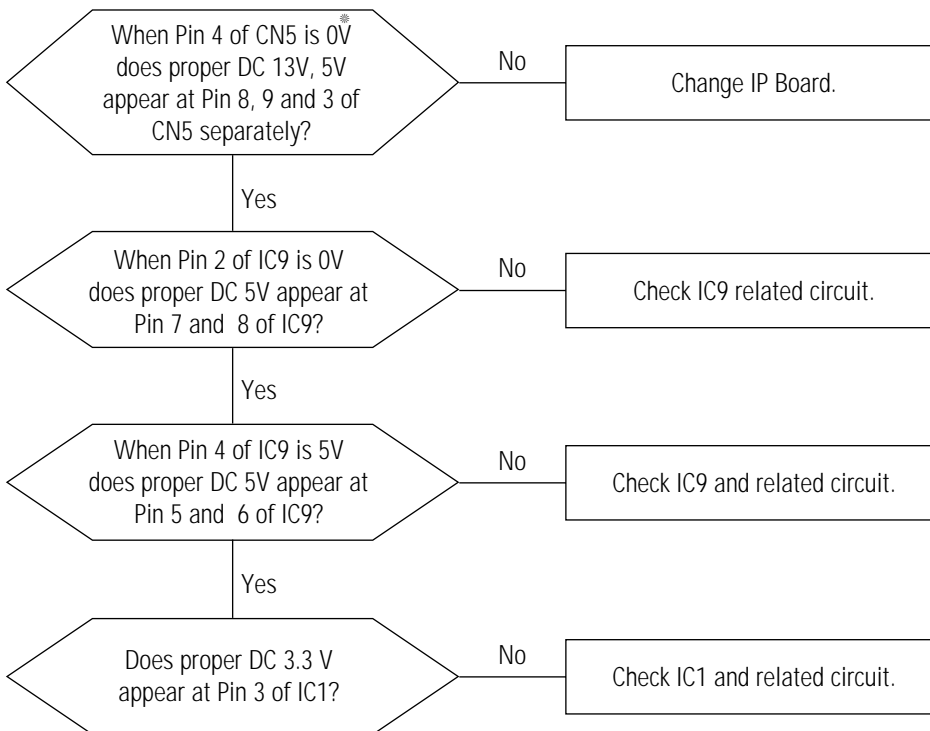 When Pin 4 of CN5 is 0V
does proper DC 13V, 5V
appear at Pin 8, 9 and 3 of
CN5 separately?
No
Change IP Board.
Yes
When Pin 2 of IC9 is 0V
does proper DC 5V appear at
Pin 7 and 8 of IC9?
No
Check IC9 related circuit.
Yes
When Pin 4 of IC9 is 5V
does proper DC 5V appear at
Pin 5 and 6 of IC9?
No
Check IC9 and related circuit.
Yes
Does proper DC 3.3 V
appear at Pin 3 of IC1?
No
Check IC1 and related circuit.